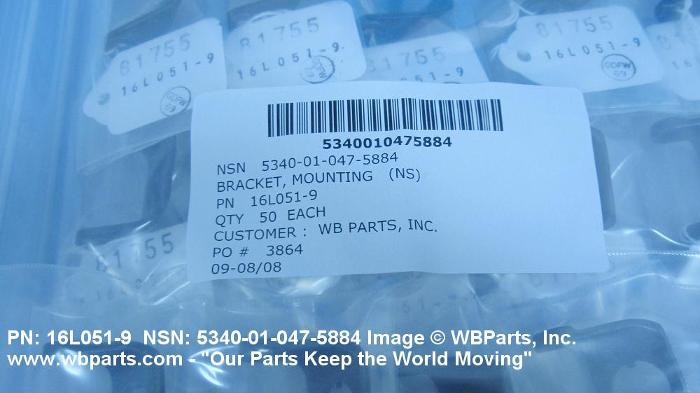 81755
16L051-9
81755
16L051-9
81755
16L051-9
81755
16L051-9
CDFW
69
5340010475884
NSN 5340-01-047-5884
BRACKET, MOUNTING (NS)
PN 16L051-9
QTY 50 EACH
CUSTOMER : WB PARTS, INC.
PO # 3864
09-08/08
81755
PN: 16L051-9 NSN: 5340-01-047-5884 Image © WBParts, Inc.
www.wbparts.com - "Our Parts Keep the World Moving"